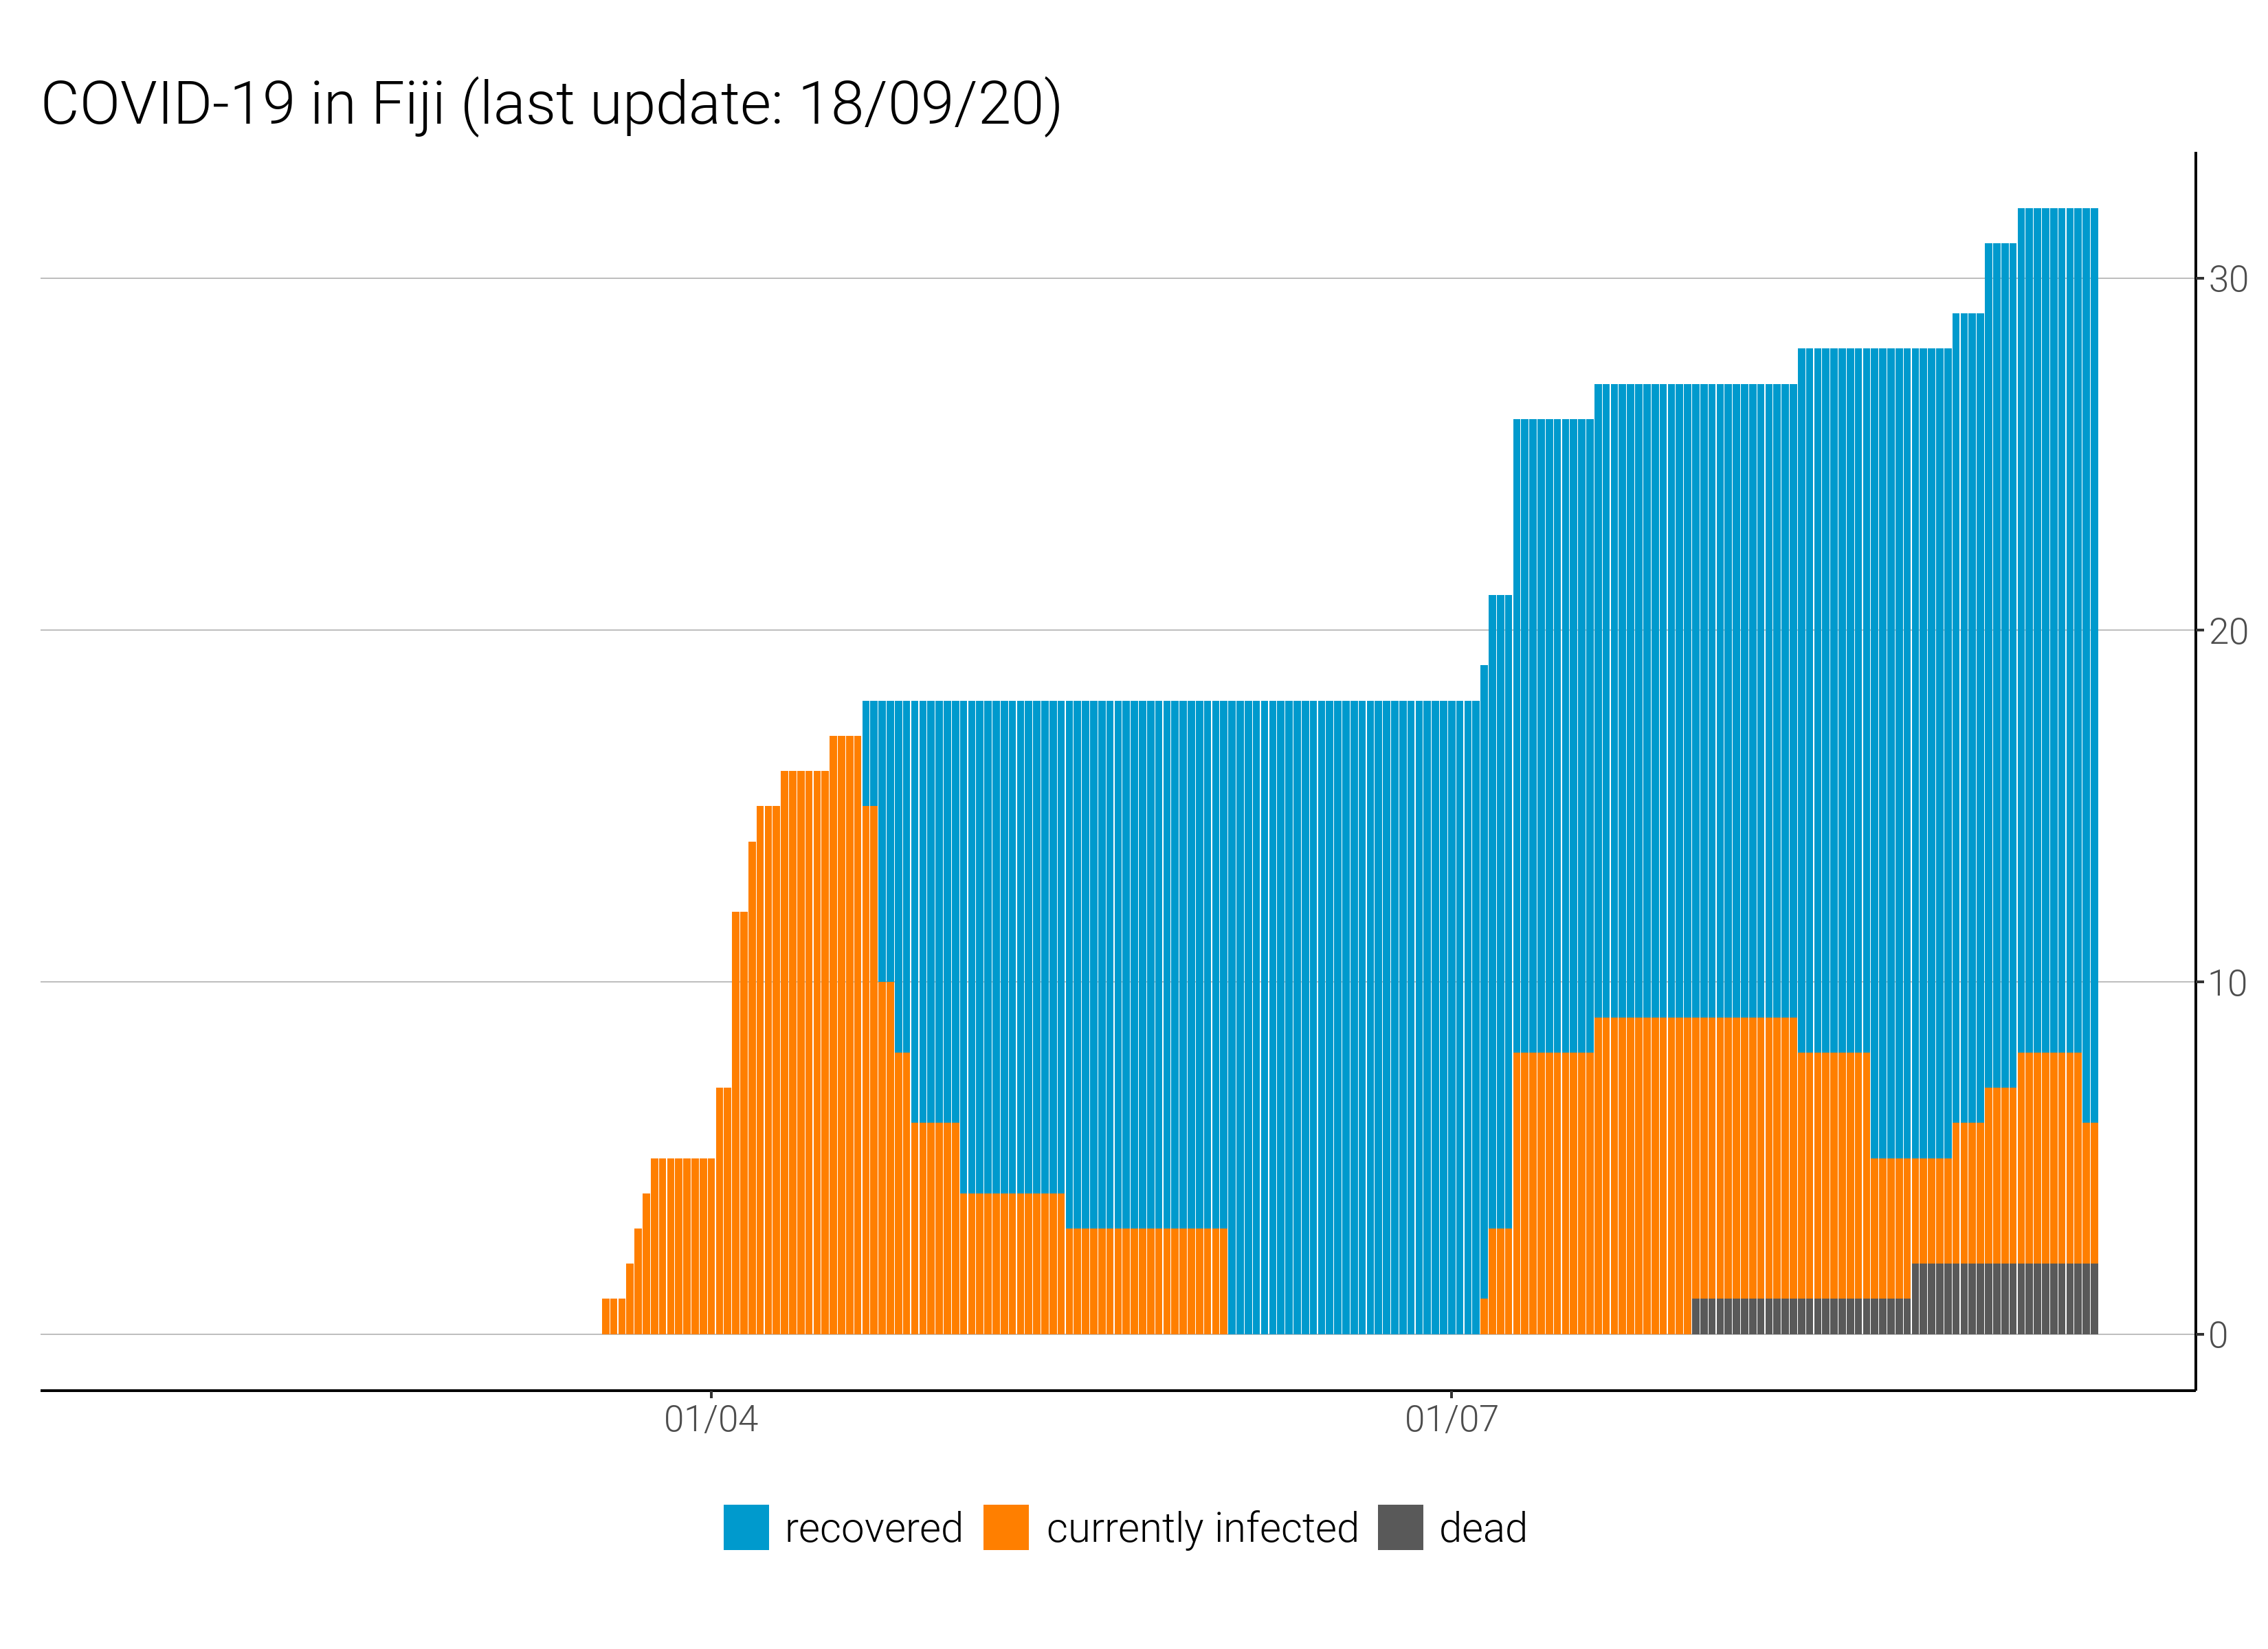 COVID-19 in Fiji (last update: 18/09/20)
30
20
10
0
01/04 01/07
recovered currently infected dead